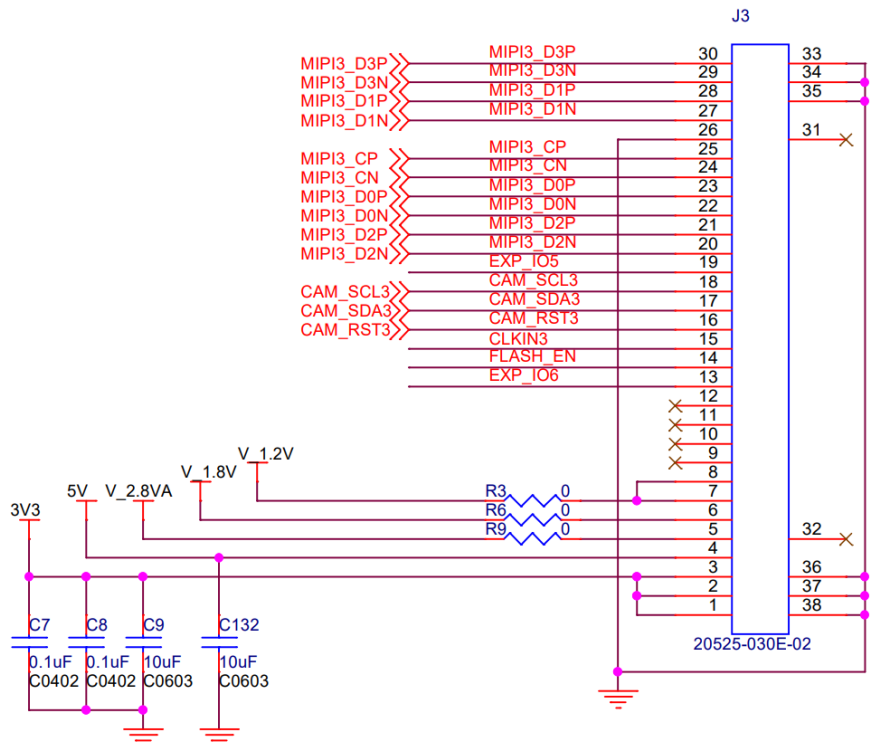 J3
MIPI3_D3P MIPI3_D3P 30 33
MIPI3_D3N MIPI3_D3N 29 34
MIPI3_D1P MIPI3_D1P 28 35
MIPI3_D1N MIPI3_D1N 27
26 31
MIPI3_CP MIPI3_CP 25
MIPI3_CN MIPI3_CN 24
MIPI3_D0P MIPI3_D0P 23
MIPI3_D0N MIPI3_D0N 22
MIPI3_D2P MIPI3_D2P 21
MIPI3_D2N MIPI3_D2N 20
EXP_IO5 19
CAM_SCL3 CAM_SCL3 18
CAM_SDA3 CAM_SDA3 17
CAM_RST3 CAM_RST3 16
CLKIN3 15
FLASH_EN 14
EXP_IO6 13
12
11
10
9
V_1.2V
8
V_1.8V
5V V_2.8VA R3 0 7
3V3 R6 0 6
R9 0 5 32
4
3 36
2 37
1 38
C7 C8 C9 C132
20525-030E-02
0.1uF 0.1uF 10uF 10uF
C0402 C0402 C0603 C0603